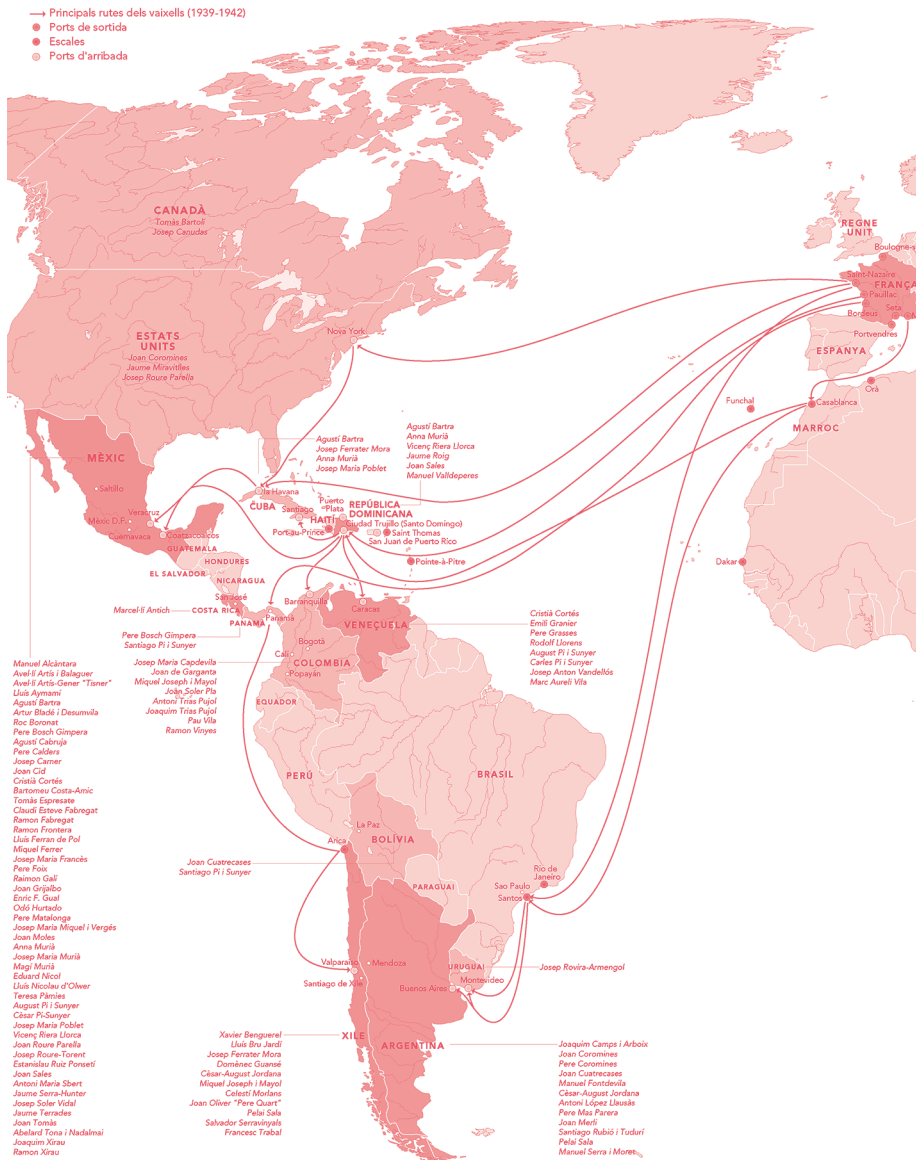 Principals rutes dels vaixells (1939-1942)
Ports de sortida
Escales
Ports d'arribada
CANADÀ
Tomàs Bartolí
Josep Canudas
REGNE
UNIT
Saint-Nazaire
FRANÇA
Pauillac
Bordeus
Seta
Portvendres
ESPANYA
Nova York
ESTATS
UNITS
Joan Coromines
Jaume Miravitlles
Josep Roure Parella
Orà
Funchal
Casablanca
MARROC
Agustí Bartra
Josep Ferrater Mora
Anna Murià
Josep Maria Poblet
Agustí Bartra
Anna Murià
Vicenç Riera Llorca
Jaume Roig
Joan Sales
Manuel Valldeperes
MÈXIC
Saltillo
Veracruz
Mèxic D.F.
Cuernavaca
Coatzacoalcos
la Havana
CUBA
Santiago
Puerto
Plata
REPÚBLICA
DOMINICANA
HAITÍ
Port-au-Prince
Ciudad Trujillo (Santo Domingo)
Saint Thomas
San Juan de Puerto Rico
Pointe-à-Pitre
Dakar
GUATEMALA
HONDURES
EL SALVADOR
NICARAGUA
San José
COSTA RICA
Marcel·lí Antich
PANAMÀ
Panamà
Barranquilla
Caracas
VENEÇUELA
Pere Bosch Gimpera
Santiago Pi i Sunyer
Cristià Cortés
Emili Granier
Pere Grasses
Rodolf Llorens
August Pi i Sunyer
Carles Pi i Sunyer
Josep Anton Vandellós
Marc Aureli Vila
Bogotà
Cali
COLOMBIA
Popayán
Josep Maria Capdevila
Joan de Garganta
Miquel Joseph i Mayol
Joan Soler Pla
Antoni Trias Pujol
Joaquim Trias Pujol
Pau Vila
Ramon Vinyes
EQUADOR
PERÚ
BRASIL
La Paz
BOLÍVIA
Arica
Joan Cuatrecases
Santiago Pi i Sunyer
PARAGUAI
Rio de
Janeiro
Sao Paulo
Santos
Valparaíso
Mendoza
Santiago de Xile
URUGUAI
Josep Rovira-Armengol
Montevideo
Buenos Aires
XILE
ARGENTINA
Manuel Alcàntara
Avel·lí Artís i Balaguer
Avel·lí Artís-Gener "Tísner"
Lluís Aymamí
Agustí Bartra
Artur Bladé i Desumvila
Roc Boronat
Pere Bosch Gimpera
Agustí Cabruja
Pere Calders
Josep Carner
Joan Cid
Cristià Cortés
Bartomeu Costa-Amic
Tomàs Espresate
Claudi Esteve Fabregat
Ramon Fabregat
Ramon Frontera
Lluís Ferran de Pol
Miquel Ferrer
Josep Maria Francès
Pere Foix
Raimon Galí
Joan Grijalbo
Enric F. Gual
Odó Hurtado
Pere Matalonga
Josep Maria Miquel i Vergés
Joan Moles
Anna Murià
Josep Maria Murià
Magí Murià
Eduard Nicol
Lluís Nicolau d'Olwer
Teresa Pàmies
August Pi i Sunyer
Cèsar Pi-Sunyer
Josep Maria Poblet
Vicenç Riera Llorca
Joan Roure Parella
Josep Roure-Torent
Estanislau Ruiz Ponsetí
Joan Sales
Antoni Maria Sbert
Jaume Serra-Hunter
Josep Soler Vidal
Jaume Terrades
Joan Tomàs
Abelard Tona i Nadalmai
Joaquim Xirau
Ramon Xirau
Xavier Benguerel
Lluís Bru Jardí
Josep Ferrater Mora
Domènec Guansé
Cèsar-August Jordana
Miquel Joseph i Mayol
Celestí Morlans
Joan Oliver "Pere Quart"
Pelai Sala
Salvador Serravinyals
Francesc Trabal
Joaquim Camps i Arboix
Joan Coromines
Pere Coromines
Joan Cuatrecases
Manuel Fontdevila
Cèsar-August Jordana
Antoni López Llausàs
Pere Mas Parera
Joan Merli
Santiago Rubió i Tudurí
Pelai Sala
Manuel Serra i Moret